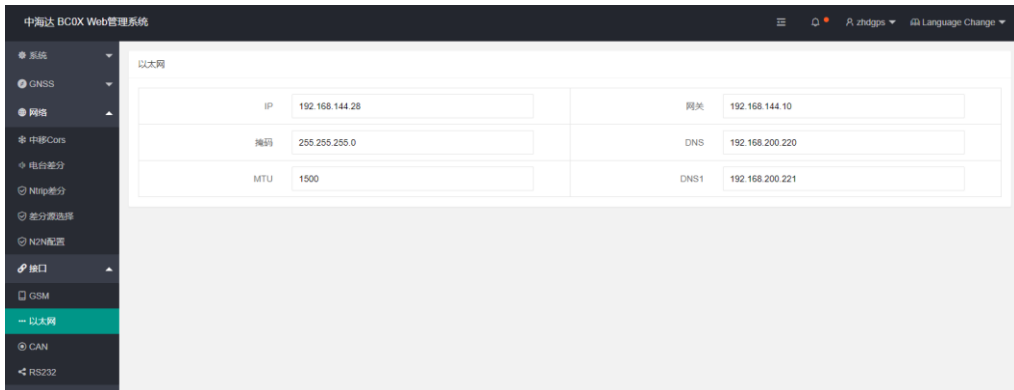 中海达 BC0X Web管理系统
zhdgps
Language Change
系统
GNSS
网络
中移Cors
电台差分
Ntrip差分
差分源选择
N2N配置
接口
GSM
以太网
CAN
RS232
以太网
IP 192.168.144.28 网关 192.168.144.10
掩码 255.255.255.0 DNS 192.168.200.220
MTU 1500 DNS1 192.168.200.221